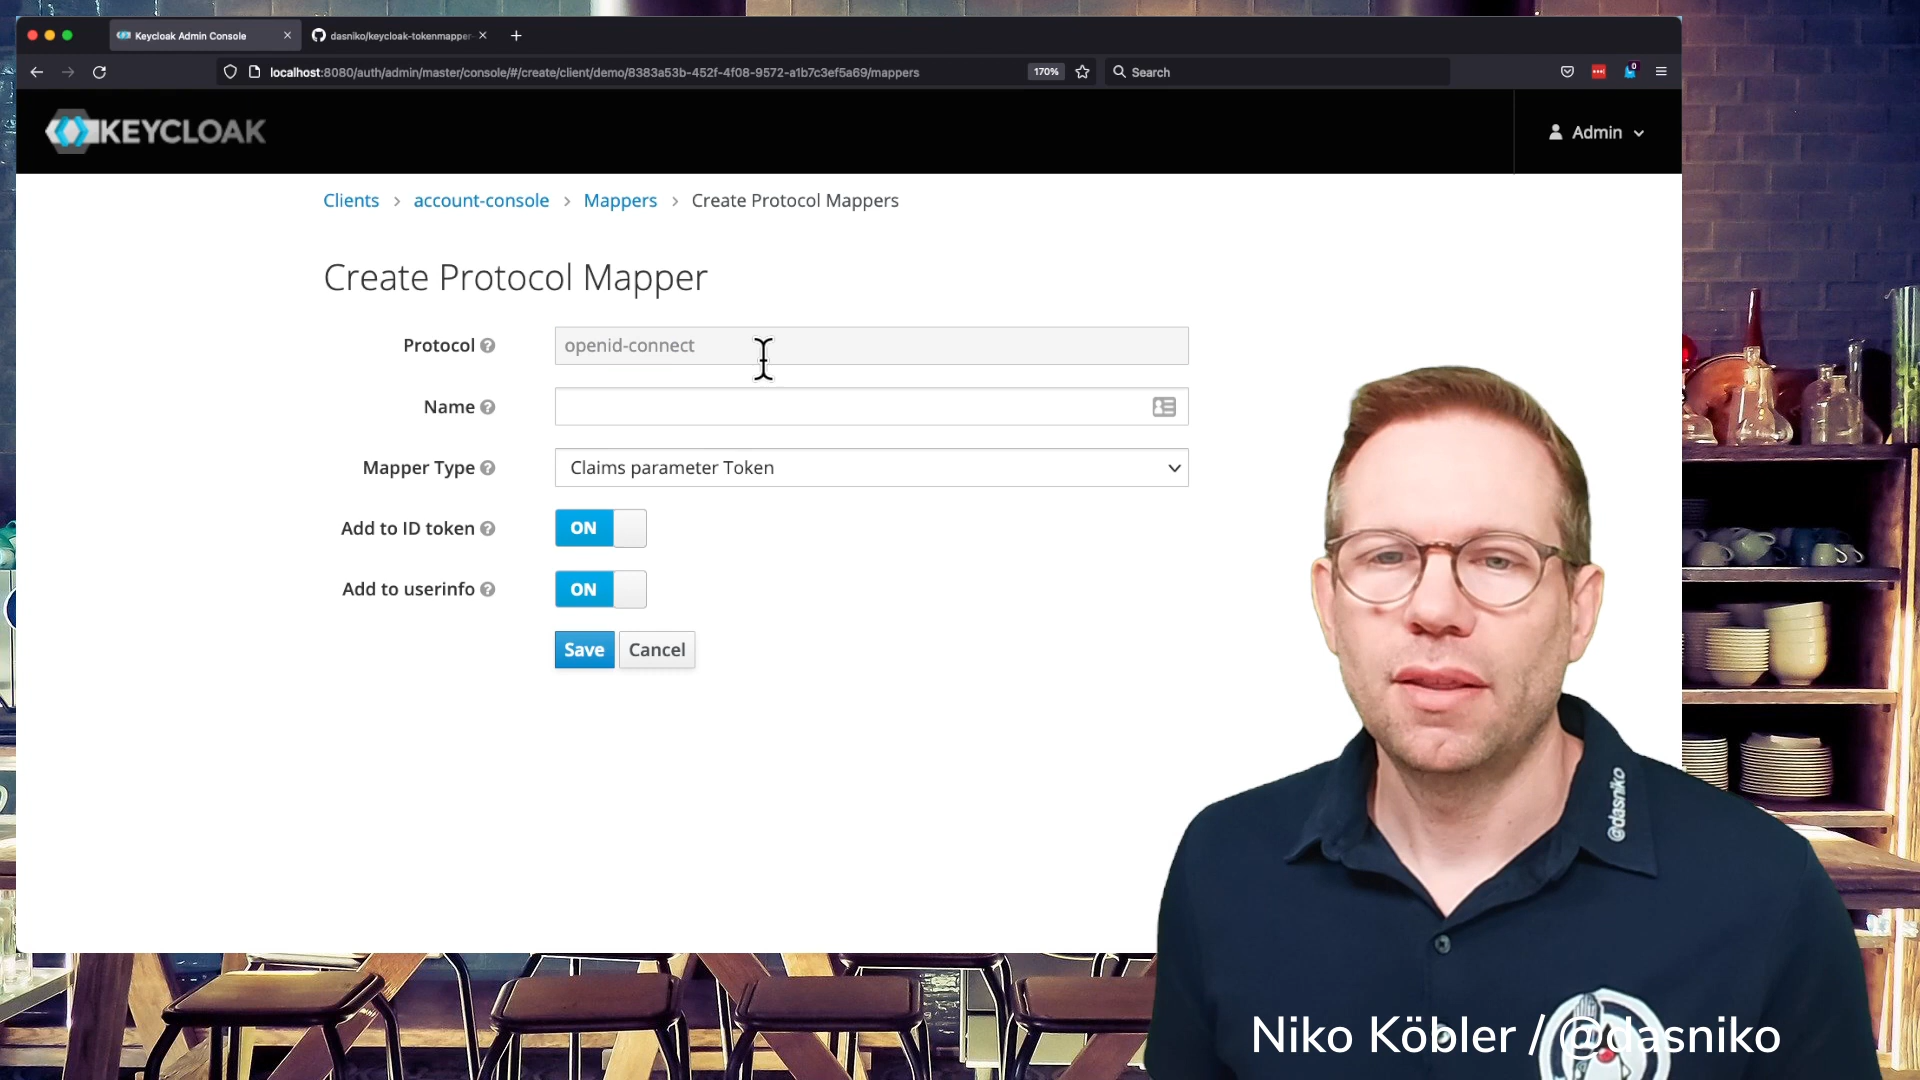 Keycloak Admin Console
dasniko/keycloak-tokenmapper-
localhost:8080/auth/admin/master/console/#/create/client/demo/8383a53b-452f-4f08-9572-a1b7c3ef5a69/mappers
170%
Search
0
KEYCLOAK
Admin
Clients > account-console > Mappers > Create Protocol Mappers
Create Protocol Mapper
Protocol
openid-connect
Name
Mapper Type
Claims parameter Token
Add to ID token
ON
Add to userinfo
ON
Save
Cancel
@dasniko
Niko Köbler / @dasniko